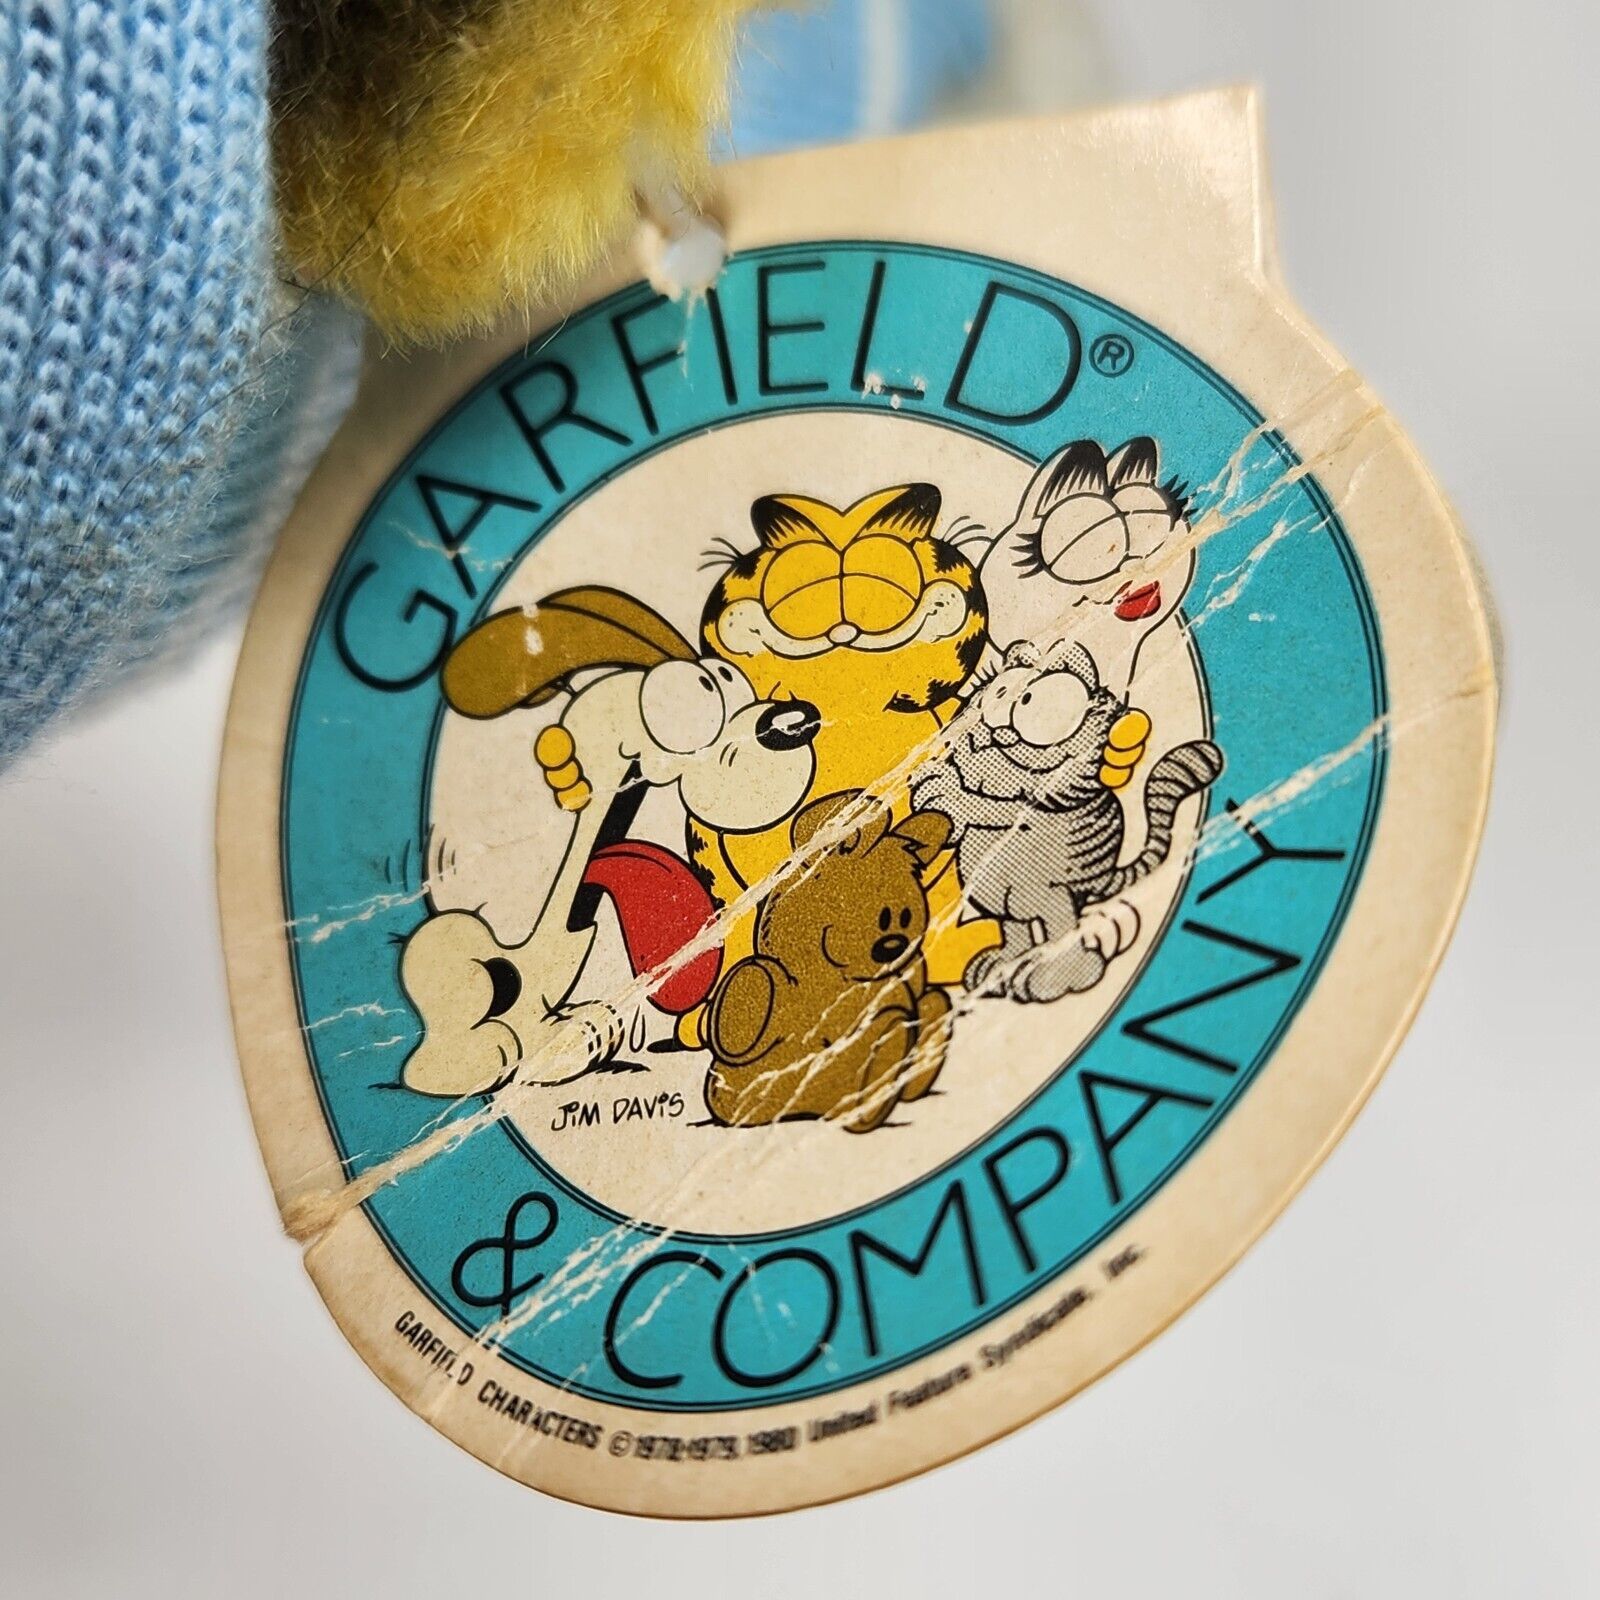 GARFIELD®
& COMPANY
JIM DAVIS
GARFIELD CHARACTERS © 1978, 1979, 1980 United Feature Syndicate, Inc.